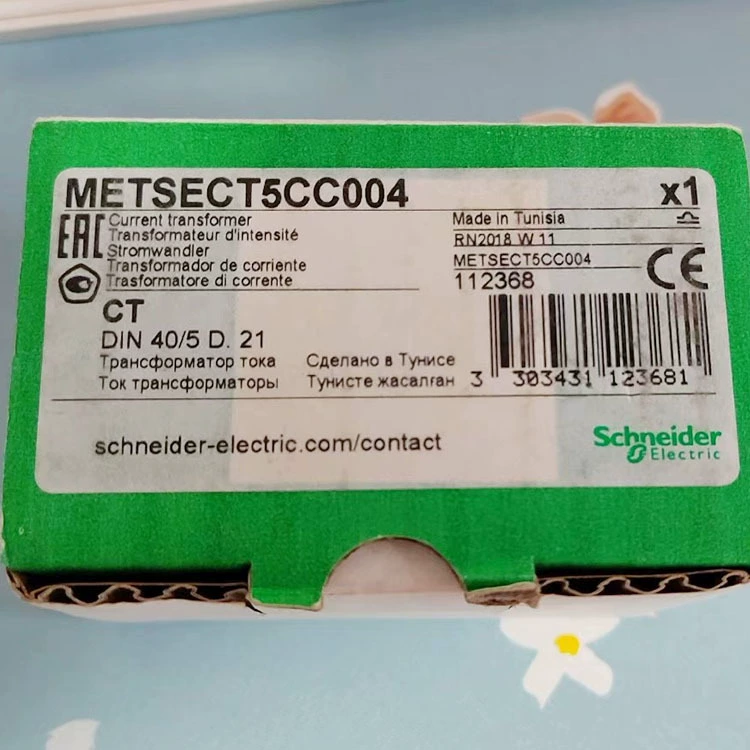 METSECT5CC004 x1
EAC
Current transformer
Transformateur d'intensité
Stromwandler
Transformador de corriente
Trasformatore di corrente
Made in Tunisia
RN2018 W 11
METSECT5CC004
112368
CE
CT
DIN 40/5 D. 21
Трансформатор тока Сделано в Тунисе
Ток трансформаторы Тунисте жасалған
3 303431 123681
schneider-electric.com/contact
Schneider
Electric